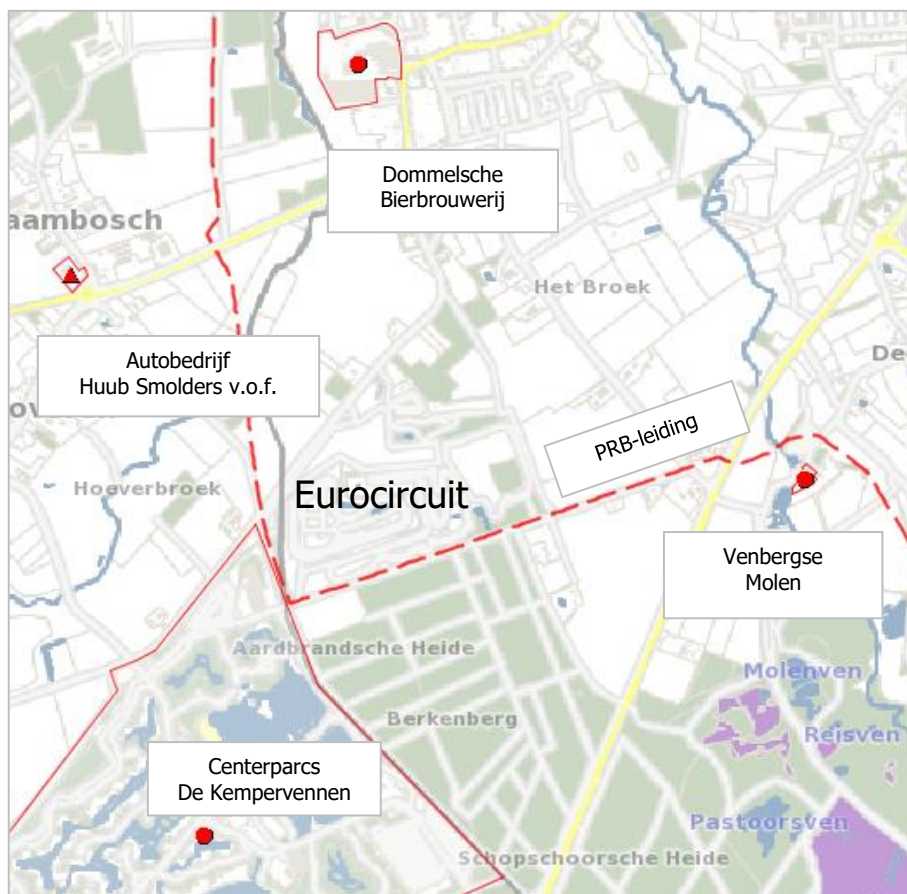 Dommelsche
Bierbrouwerij
aambosch
Het Broek
Autobedrijf
Huub Smolders v.o.f.
De
PRB-leiding
Hoeverbroek
Eurocircuit
Venbergse
Molen
Aardbrandsche Heide
Molenven
Berkenberg
Reisven
Centerparcs
De Kempervennen
Pastoorsven
Schopschoorsche Heide